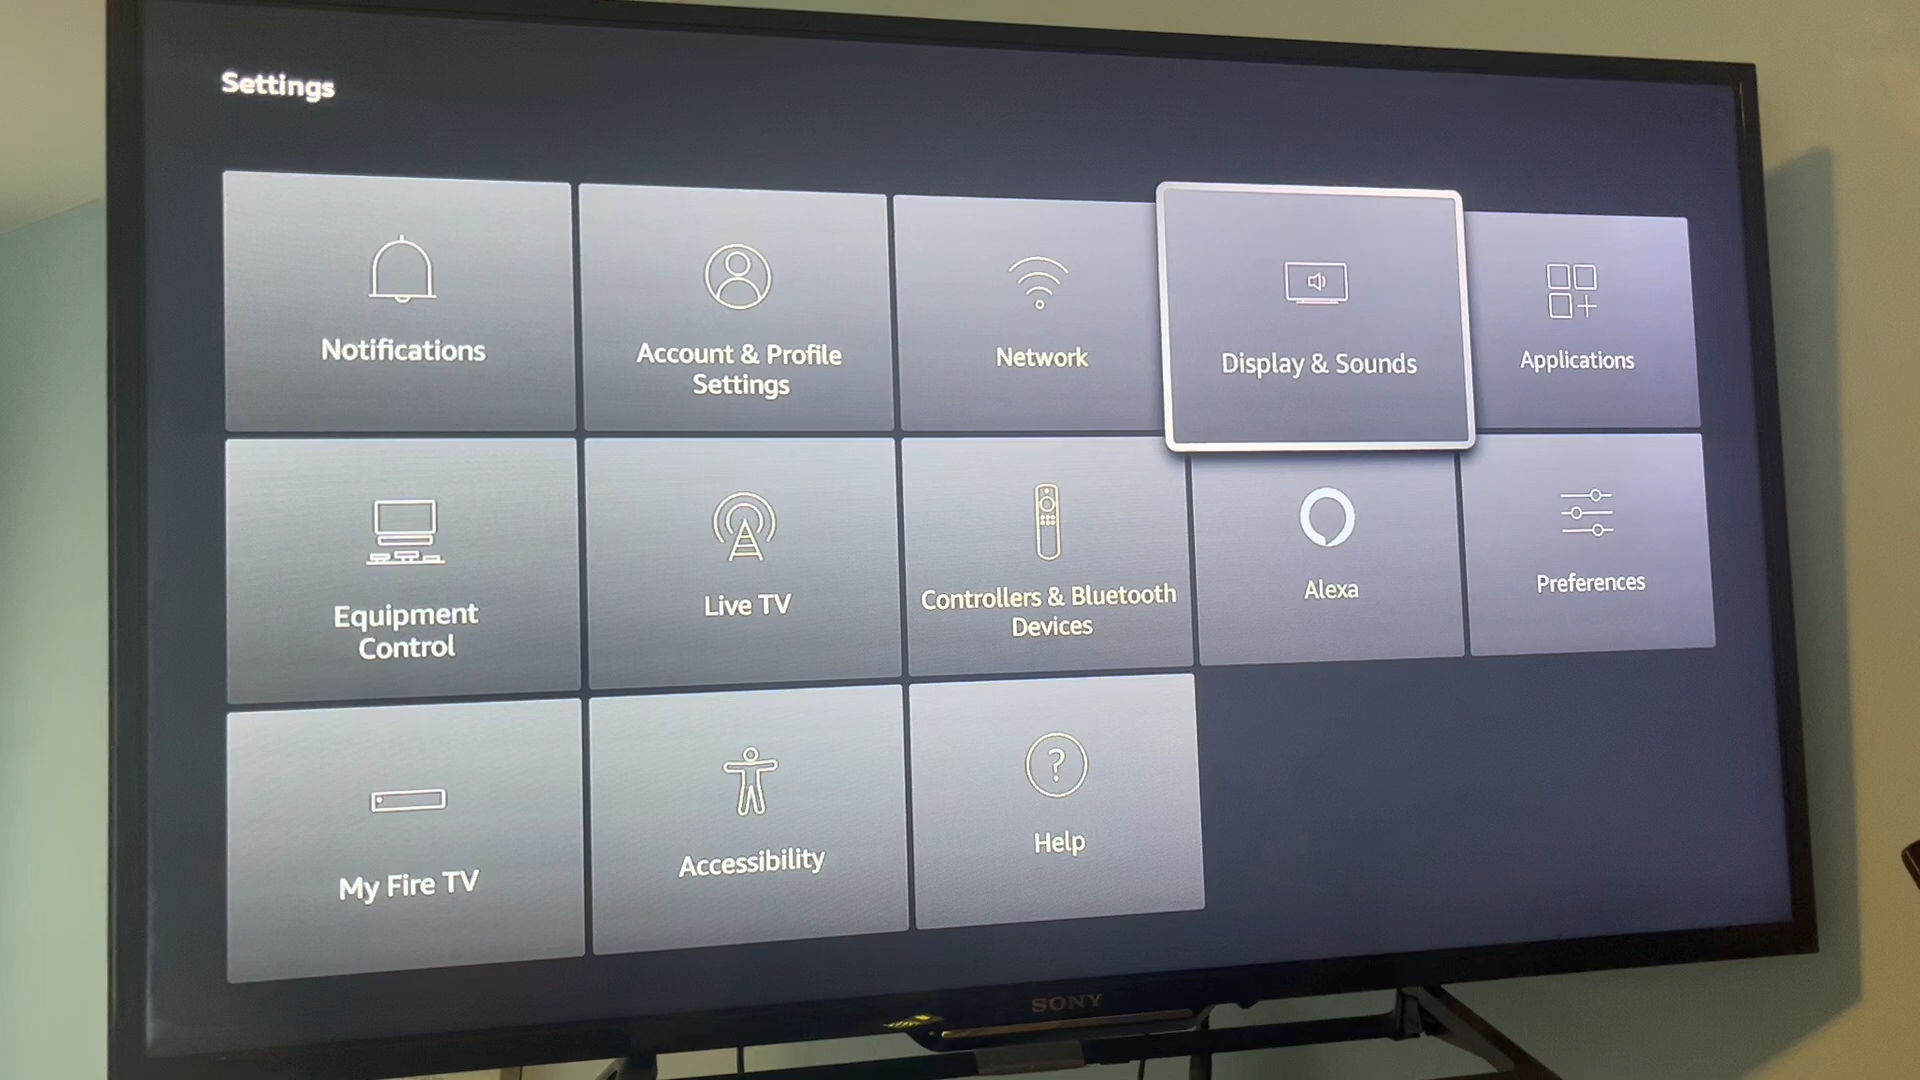 Settings
Notifications
Account & Profile
Settings
Network
Display & Sounds
Applications
Equipment
Control
Live TV
Controllers & Bluetooth
Devices
Alexa
Preferences
My Fire TV
Accessibility
?
Help
SONY